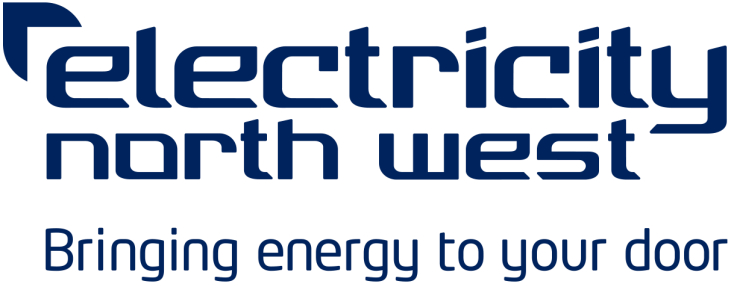 electricity
north west
Bringing energy to your door